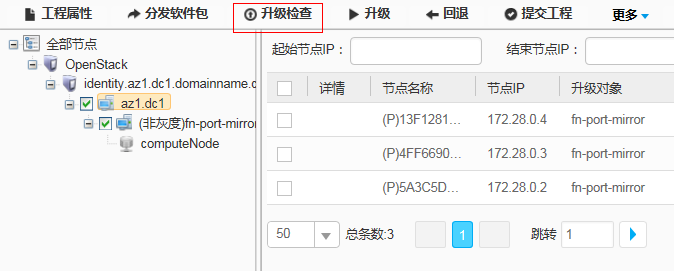 工程属性 分发软件包 升级检查 升级 回退 提交工程 更多
全部节点
OpenStack
identity.az1.dc1.domainname.c
az1.dc1
(非灰度)fn-port-mirror
computeNode
起始节点IP： 结束节点IP：
详情 节点名称 节点IP 升级对象
(P)13F1281... 172.28.0.4 fn-port-mirror
(P)4FF6690... 172.28.0.3 fn-port-mirror
(P)5A3C5D... 172.28.0.2 fn-port-mirror
50 总条数:3 1 跳转 1